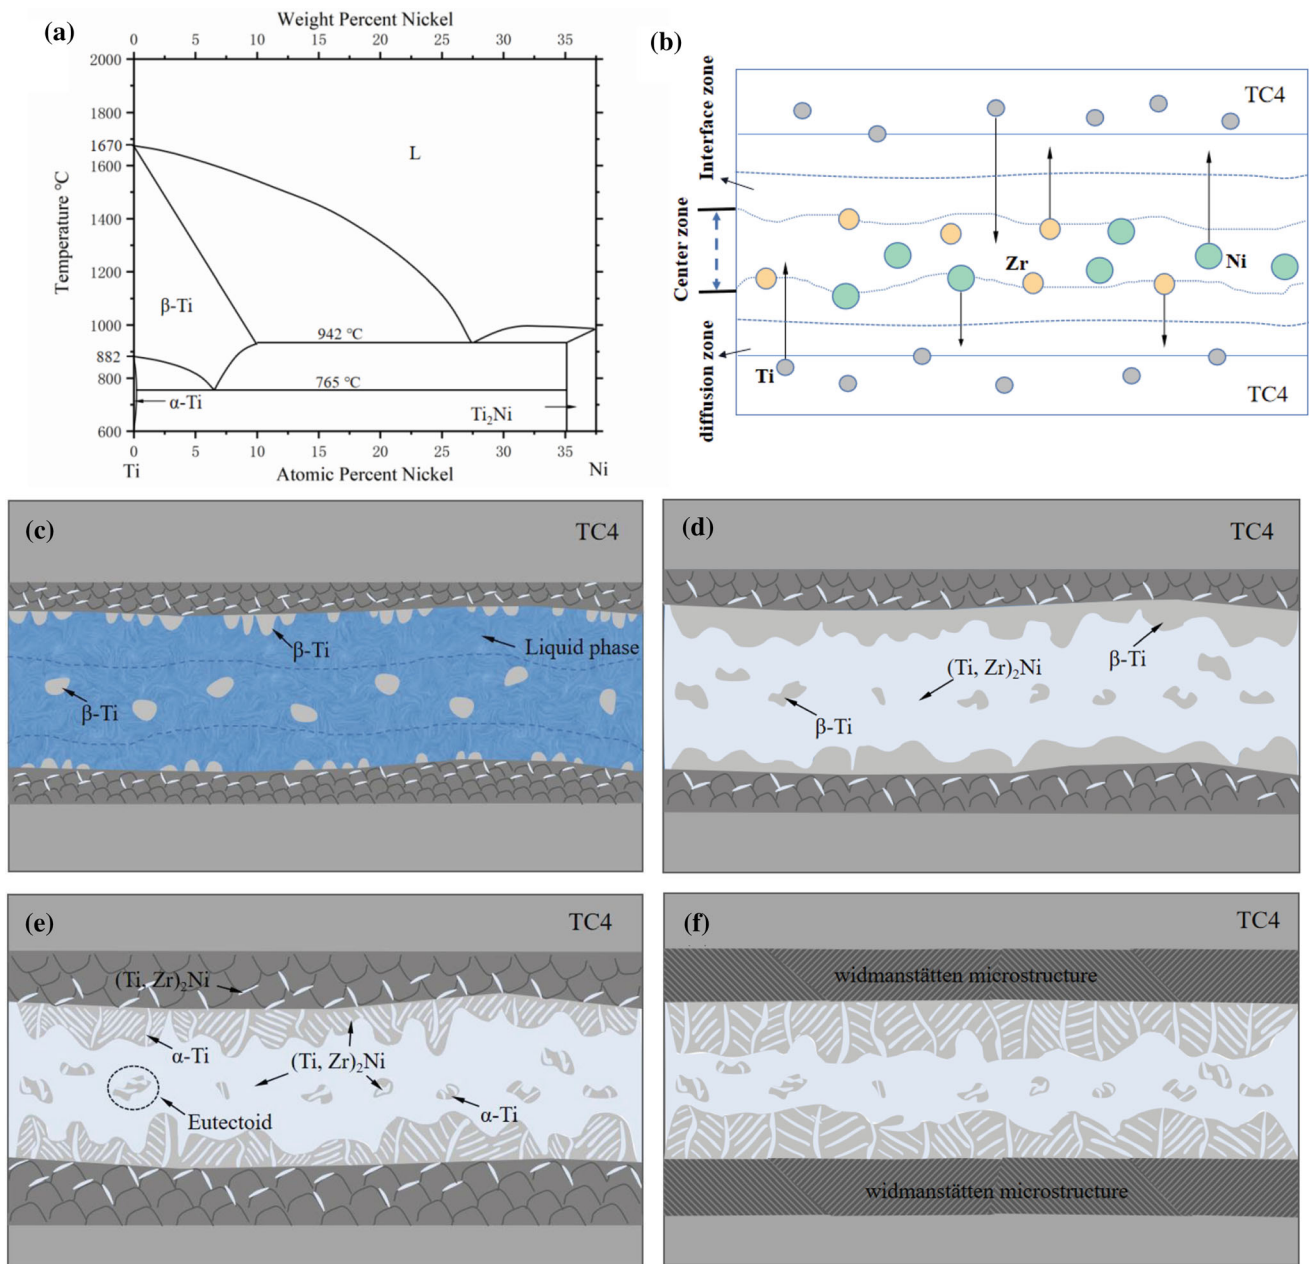 (a)
Weight Percent Nickel
0 5 10 15 20 25 30 35
2000
1800
1670
1600
1400
1200
1000
882
800
600
Temperature ℃
L
β-Ti
942 ℃
765 ℃
α-Ti
Ti₂Ni
0 5 10 15 20 25 30 35
Ti
Atomic Percent Nickel
Ni
(b)
Interface zone
Center zone
diffusion zone
TC4
Zr
Ni
Ti
TC4
(c)
TC4
β-Ti
Liquid phase
β-Ti
(d)
TC4
β-Ti
(Ti, Zr)₂Ni
β-Ti
(e)
TC4
(Ti, Zr)₂Ni
α-Ti
(Ti, Zr)₂Ni
Eutectoid
α-Ti
(f)
TC4
widmanstätten microstructure
widmanstätten microstructure